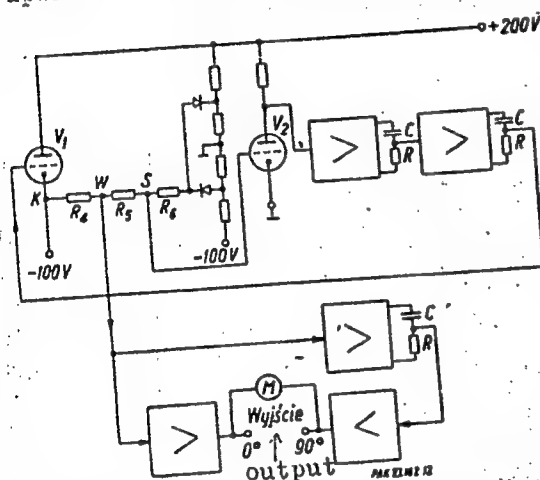 +200V
V1
V2
C
R
C
R
K
R4
W
R5
S
R6
-100V
-100V
C
R
M
Wyjście
0°
90°
output